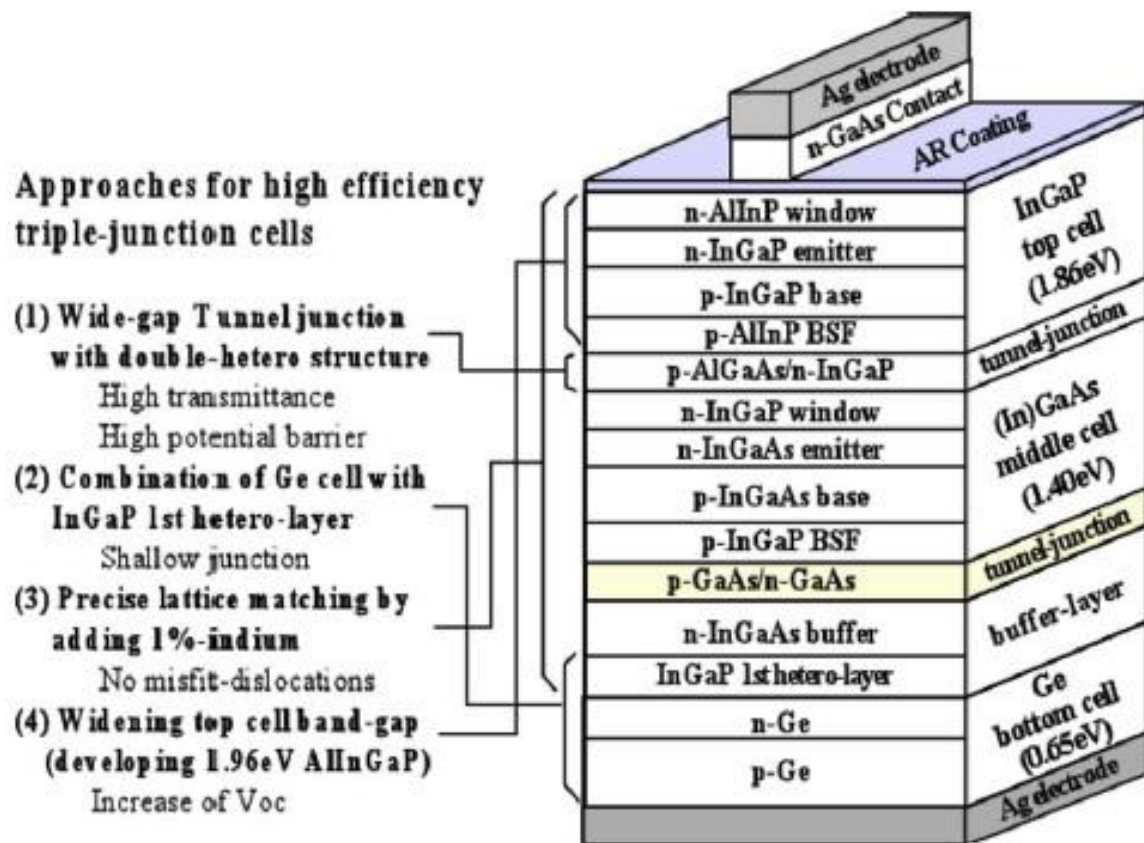 Approaches for high efficiency
triple-junction cells
(1) Wide-gap Tunnel junction
with double-hetero structure
High transmittance
High potential barrier
(2) Combination of Ge cell with
InGaP 1st hetero-layer
Shallow junction
(3) Precise lattice matching by
adding 1%-indium
No misfit-dislocations
(4) Widening top cell band-gap
(developing 1.96eV AlInGaP)
Increase of Voc
Ag electrode
n-GaAs Contact
AR Coating
n-AlInP window
n-InGaP emitter
p-InGaP base
p-AlInP BSF
p-AlGaAs/n-InGaP
n-InGaP window
n-InGaAs emitter
p-InGaAs base
p-InGaP BSF
p-GaAs/n-GaAs
n-InGaAs buffer
InGaP 1st hetero-layer
n-Ge
p-Ge
InGaP
top cell
(1.86eV)
tunnel-junction
(In)GaAs
middle cell
(1.40eV)
tunnel-junction
buffer-layer
Ge
bottom cell
(0.65eV)
Ag electrode